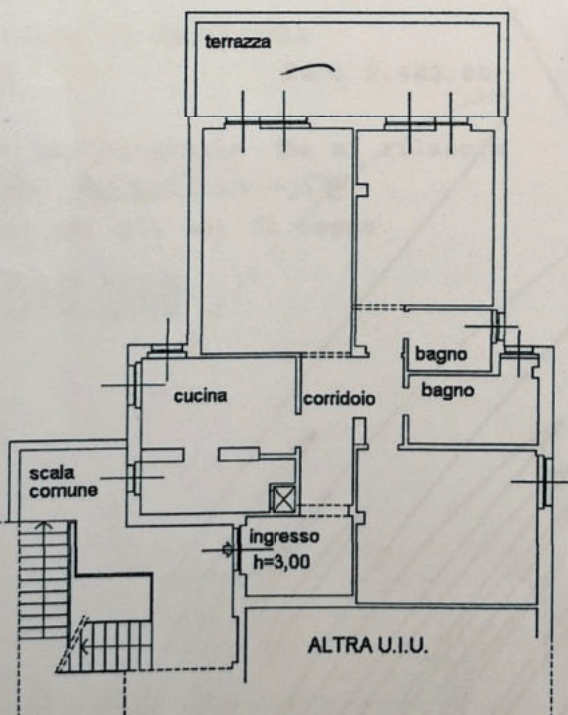 terrazza
bagno
cucina
corridoio
bagno
scala
comune
ingresso
h=3,00
ALTRA U.I.U.